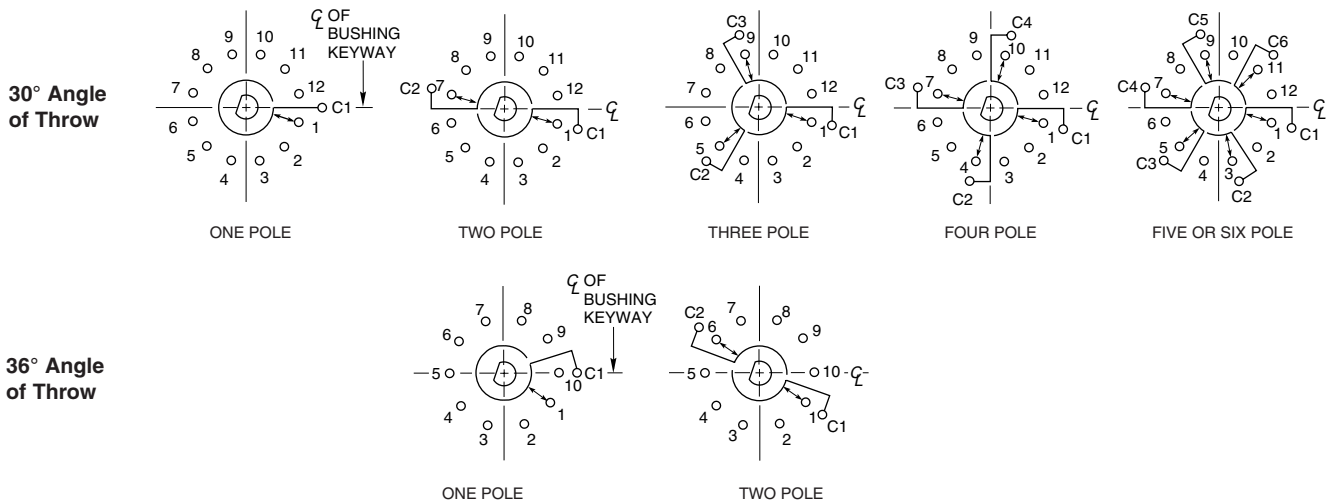 30° Angle
of Throw
℄ OF
BUSHING
KEYWAY
9 10
8 11
7 12
C1
6 1
5 2
4 3
ONE POLE
9 10
8 11
C2 7 12
℄
6 1 C1
5 2
4 3
TWO POLE
C3
9 10
8 11
7 12
℄
6 1 C1
5 2
C2 4 3
THREE POLE
C4
9 10
8 11
C3 7 12
℄
6 1 C1
5 2
4 3
C2
FOUR POLE
C5
9 10 C6
8 11
C4 7 12
℄
6 1 C1
5 2
C3 4 3
C2
FIVE OR SIX POLE
36° Angle
of Throw
℄ OF
BUSHING
KEYWAY
7 8
6 9
5 10 C1
4 1
3 2
ONE POLE
C2 7 8
6 9
5 10 ℄
4 1 C1
3 2
TWO POLE